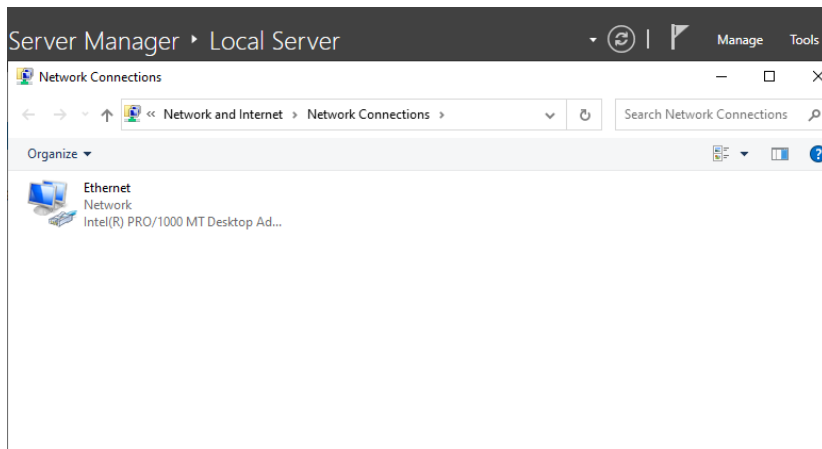 Server Manager ‣ Local Server
Manage Tools
Network Connections
« Network and Internet › Network Connections ›
Search Network Connections
Organize
Ethernet
Network
Intel(R) PRO/1000 MT Desktop Ad...